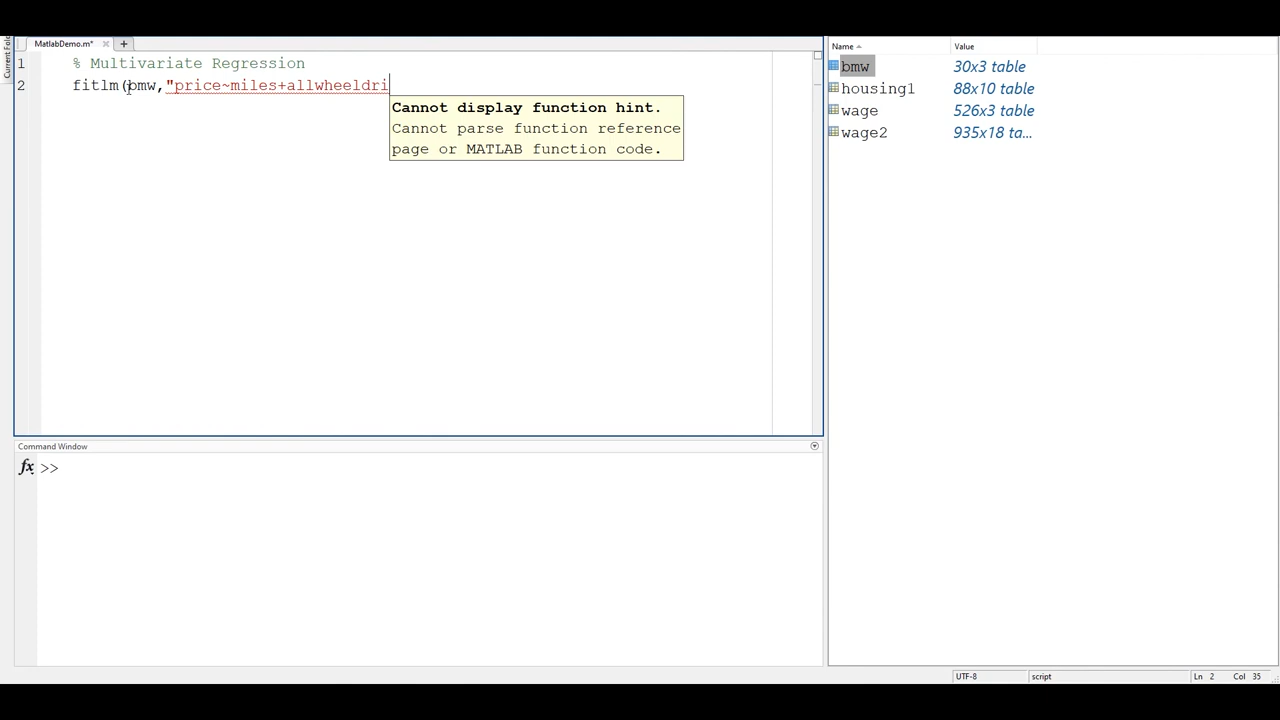 Current Fold
MatlabDemo.m* × +
1 % Multivariate Regression
2 fitlm(bmw,"price~miles+allwheeldri
Cannot display function hint.
Cannot parse function reference
page or MATLAB function code.
Name Value
bmw 30x3 table
housing1 88x10 table
wage 526x3 table
wage2 935x18 ta...
Command Window
fx >>
UTF-8 script Ln 2 Col 35